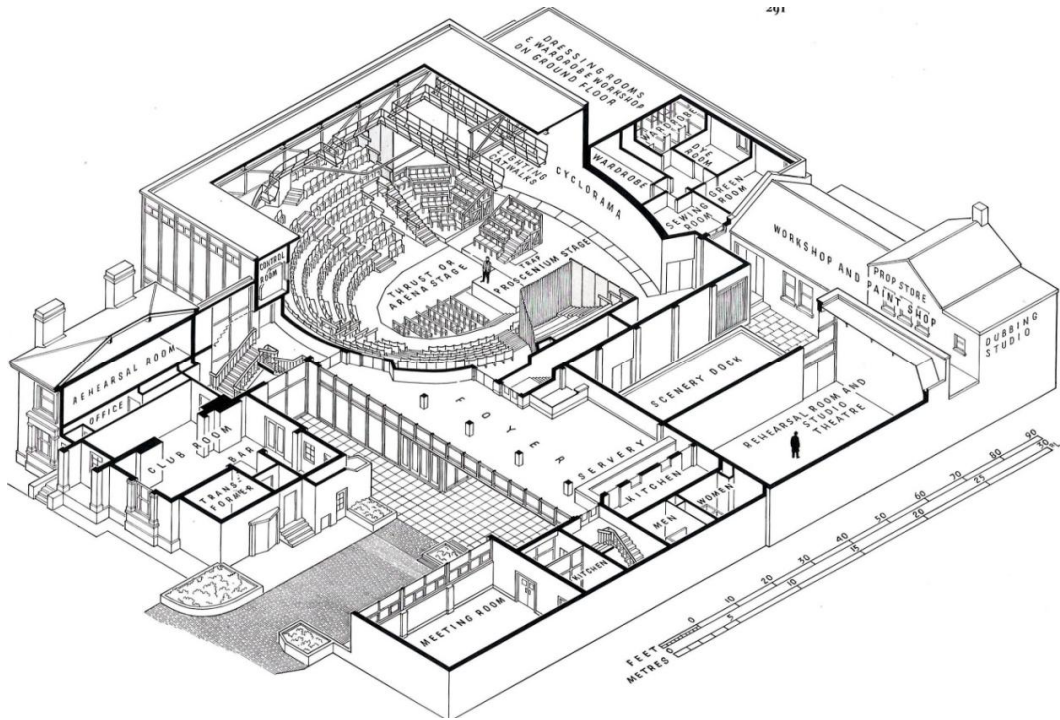 291
DRESSING ROOMS
& WARDROBE WORKSHOP
ON GROUND FLOOR
WARDROBE
DYE
ROOM
WARDROBE
GREEN
ROOM
SEWING
ROOM
LIGHTING
CATWALKS
CYCLORAMA
WORKSHOP AND PAINT SHOP
PROP STORE
DUBBING
STUDIO
CONTROL
ROOM
THRUST OR
ARENA STAGE
TRAP
PROSCENIUM STAGE
REHEARSAL ROOM
OFFICE
CLUB ROOM
BAR
TRANS-
FORMER
FOYER
SERVERY
SCENERY DOCK
REHEARSAL ROOM AND
STUDIO
THEATRE
KITCHEN
WOMEN
MEN
KITCHEN
MEETING ROOM
FEET 0 10 20 30 40 50 60 70 80 90
METRES 0 5 10 15 20 25 30